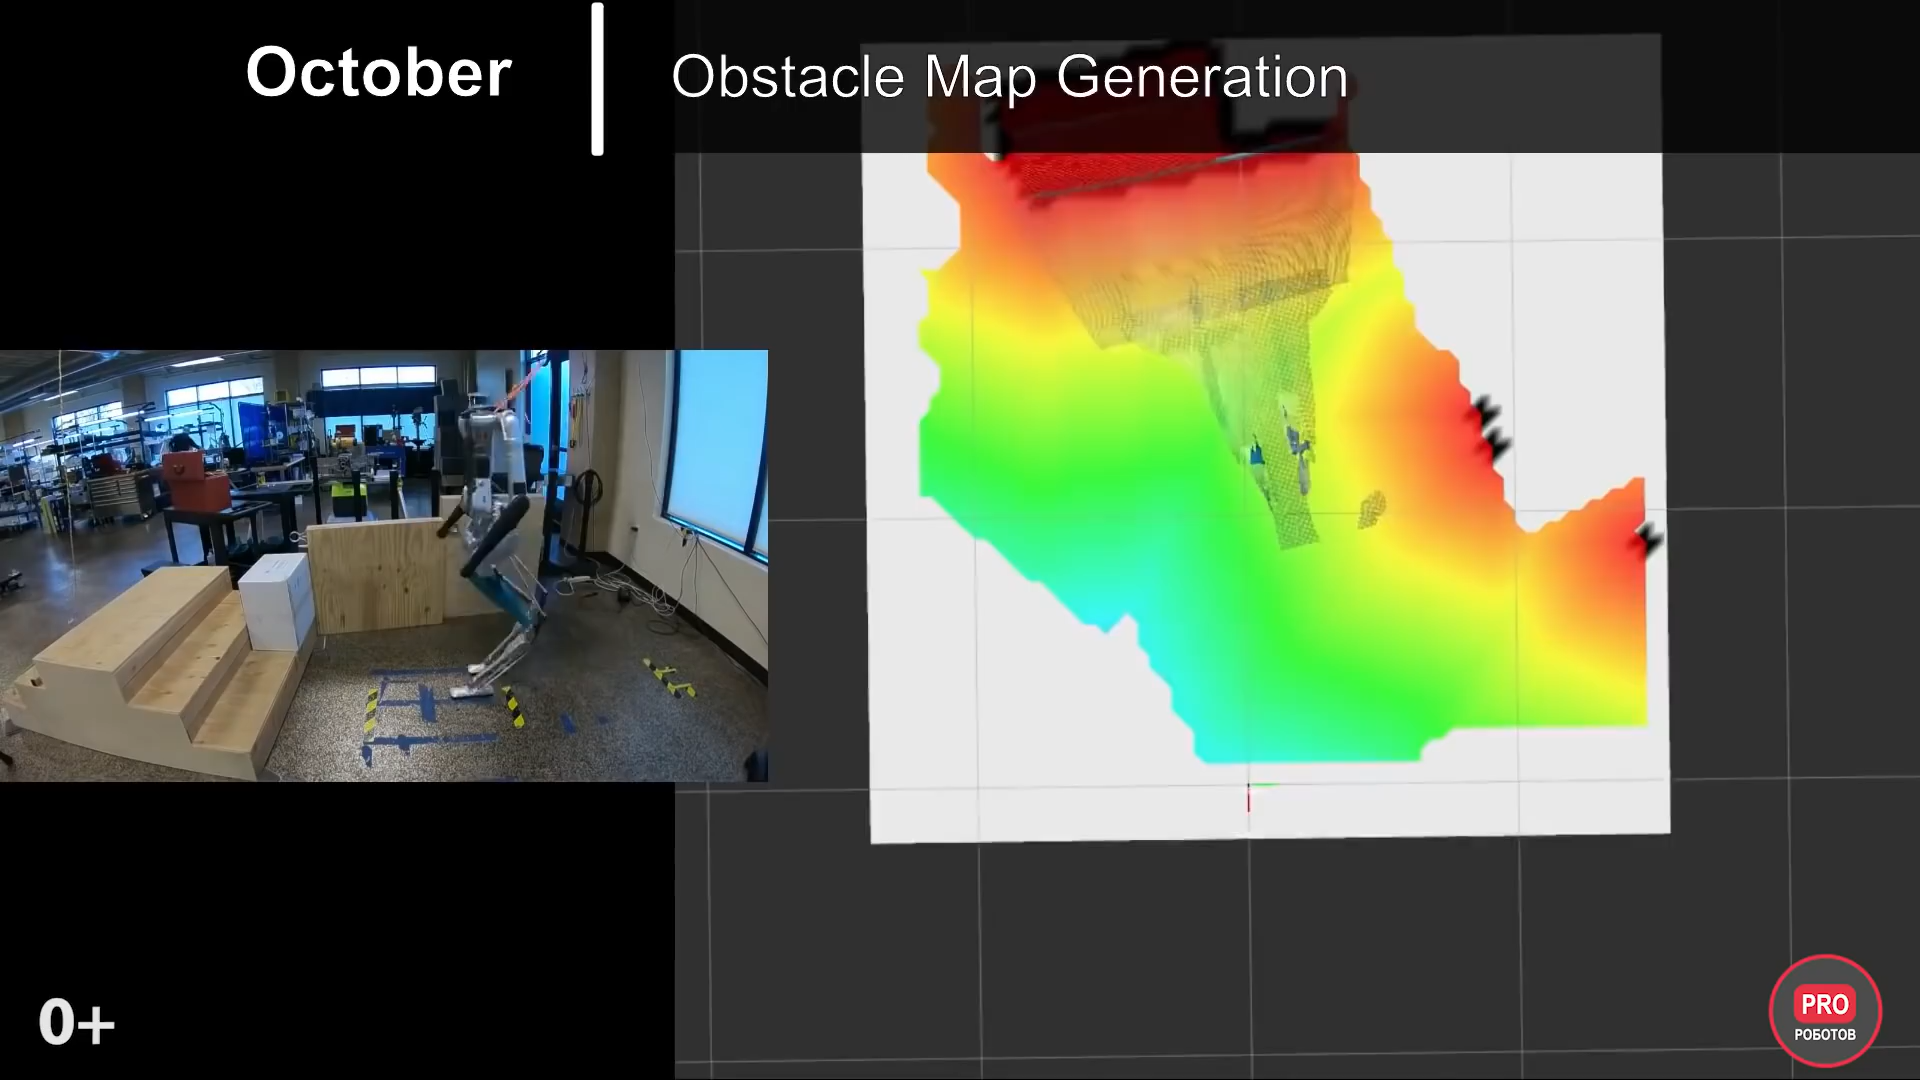 October
Obstacle Map Generation
0+
PRO
РОБОТОВ